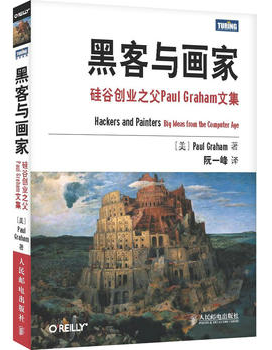 TURING
黑客与画家
硅谷创业之父Paul Graham文集
Hackers and Painters Big Ideas from the Computer Age
[美] Paul Graham 著
阮一峰 译
O'REILLY
人民邮电出版社
黑客与画家
硅谷创业之父
Paul Graham文集
[美]
Paul
Graham
著
人民邮电出版社